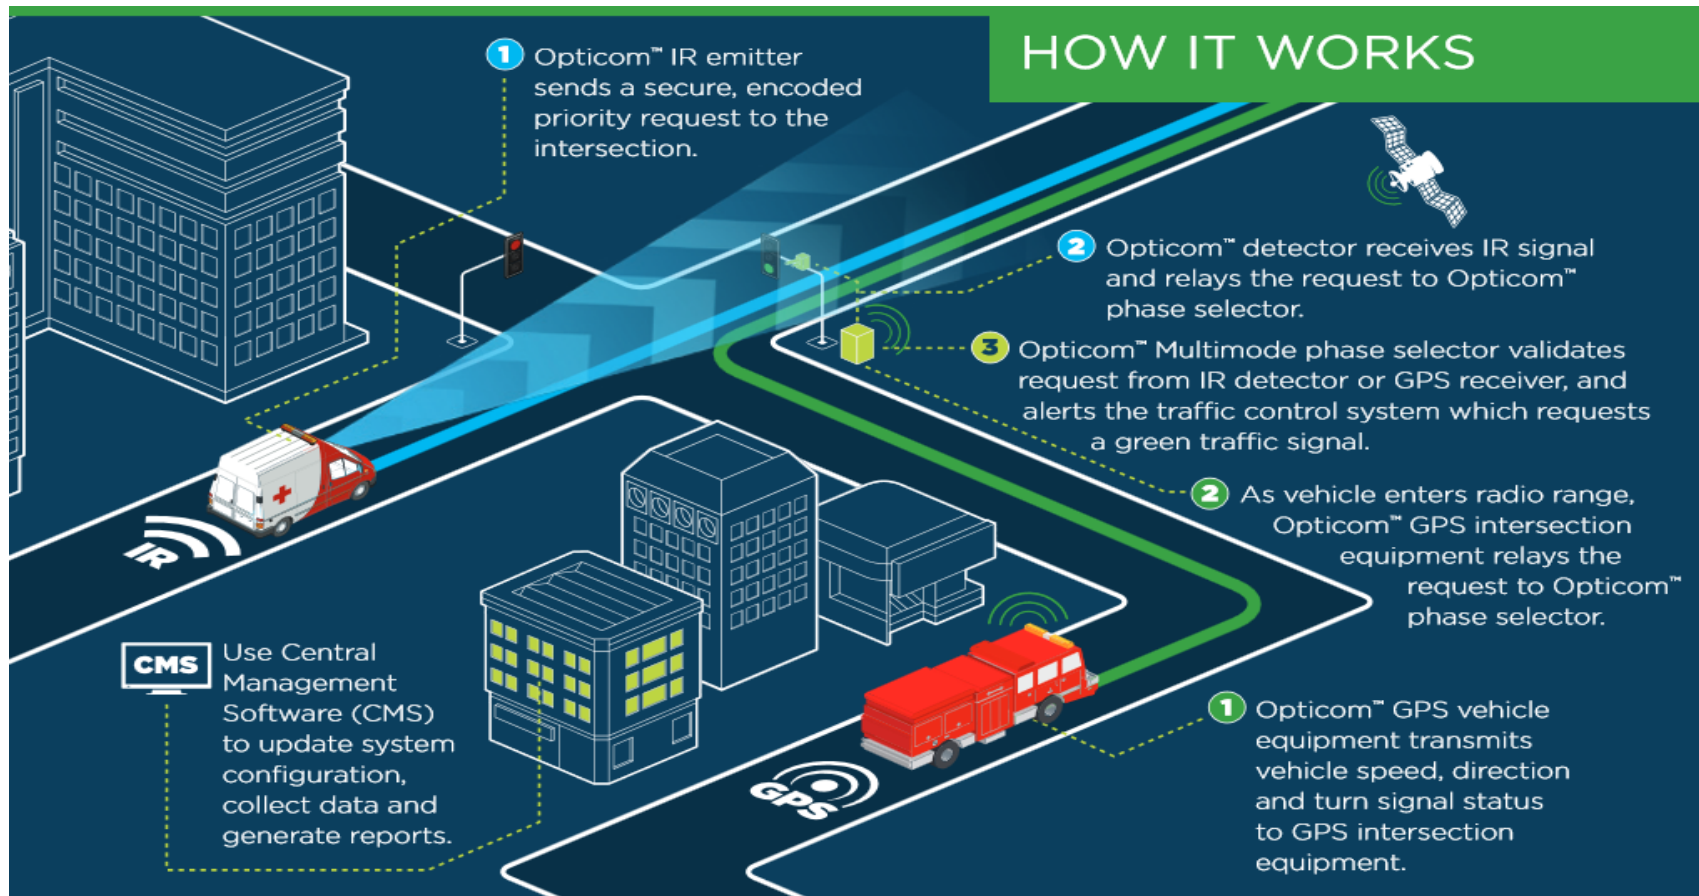 HOW IT WORKS
1 Opticom™ IR emitter
sends a secure, encoded
priority request to the
intersection.
2 Opticom™ detector receives IR signal
and relays the request to Opticom™
phase selector.
3 Opticom™ Multimode phase selector validates
request from IR detector or GPS receiver, and
alerts the traffic control system which requests
a green traffic signal.
2 As vehicle enters radio range,
Opticom™ GPS intersection
equipment relays the
request to Opticom™
phase selector.
IR
CMS
Use Central
Management
Software (CMS)
to update system
configuration,
collect data and
generate reports.
GPS
1 Opticom™ GPS vehicle
equipment transmits
vehicle speed, direction
and turn signal status
to GPS intersection
equipment.